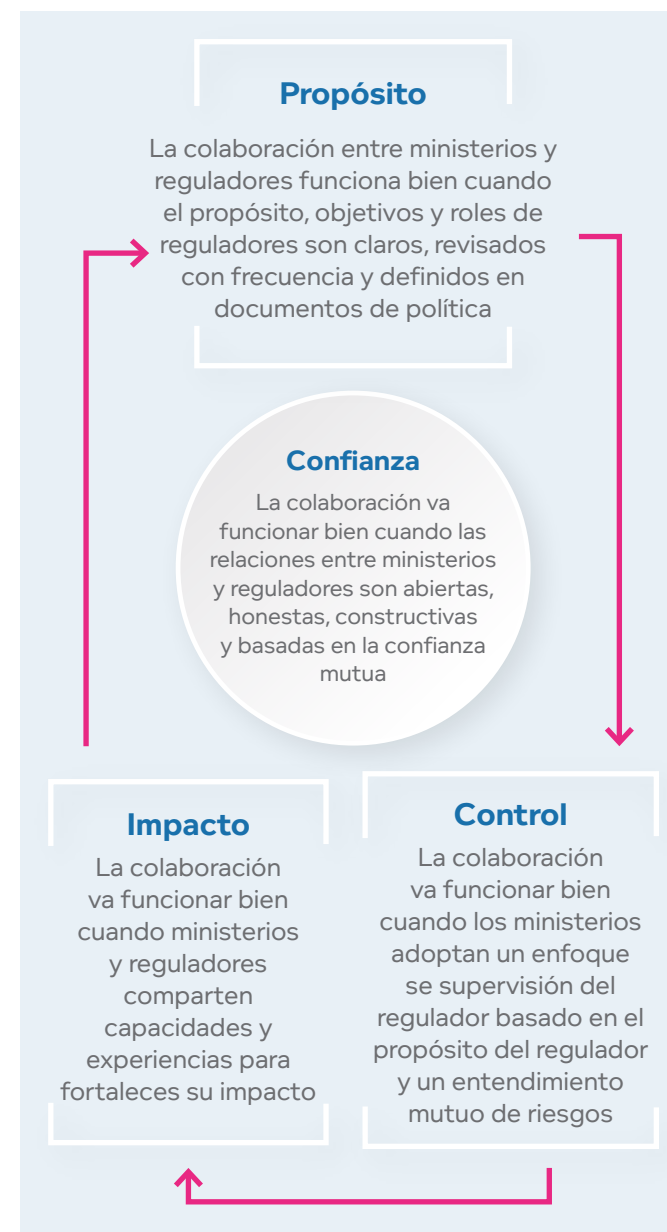 Propósito
La colaboración entre ministerios y
reguladores funciona bien cuando
el propósito, objetivos y roles de
reguladores son claros, revisados
con frecuencia y definidos en
documentos de política
Confianza
La colaboración va
funcionar bien cuando las
relaciones entre ministerios
y reguladores son abiertas,
honestas, constructivas
y basadas en la confianza
mutua
Impacto
La colaboración
va funcionar bien
cuando ministerios
y reguladores
comparten
capacidades y
experiencias para
fortaleces su impacto
Control
La colaboración
va funcionar bien
cuando los ministerios
adoptan un enfoque
se supervisión del
regulador basado en el
propósito del regulador
y un entendimiento
mutuo de riesgos